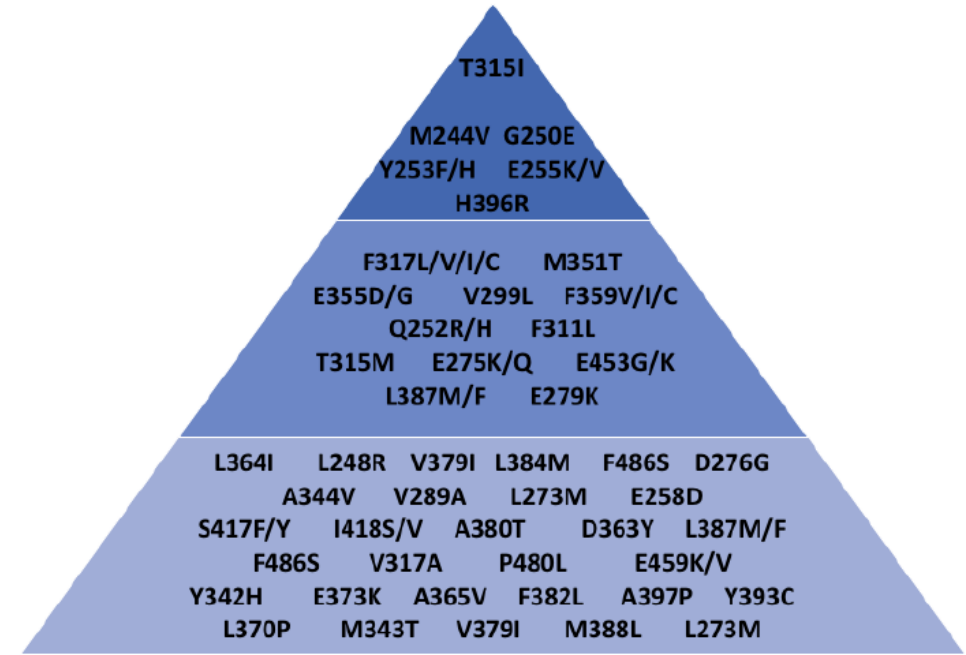 T315I
M244V G250E
Y253F/H E255K/V
H396R
F317L/V/I/C M351T
E355D/G V299L F359V/I/C
Q252R/H F311L
T315M E275K/Q E453G/K
L387M/F E279K
L364I L248R V379I L384M F486S D276G
A344V V289A L273M E258D
S417F/Y I418S/V A380T D363Y L387M/F
F486S V317A P480L E459K/V
Y342H E373K A365V F382L A397P Y393C
L370P M343T V379I M388L L273M